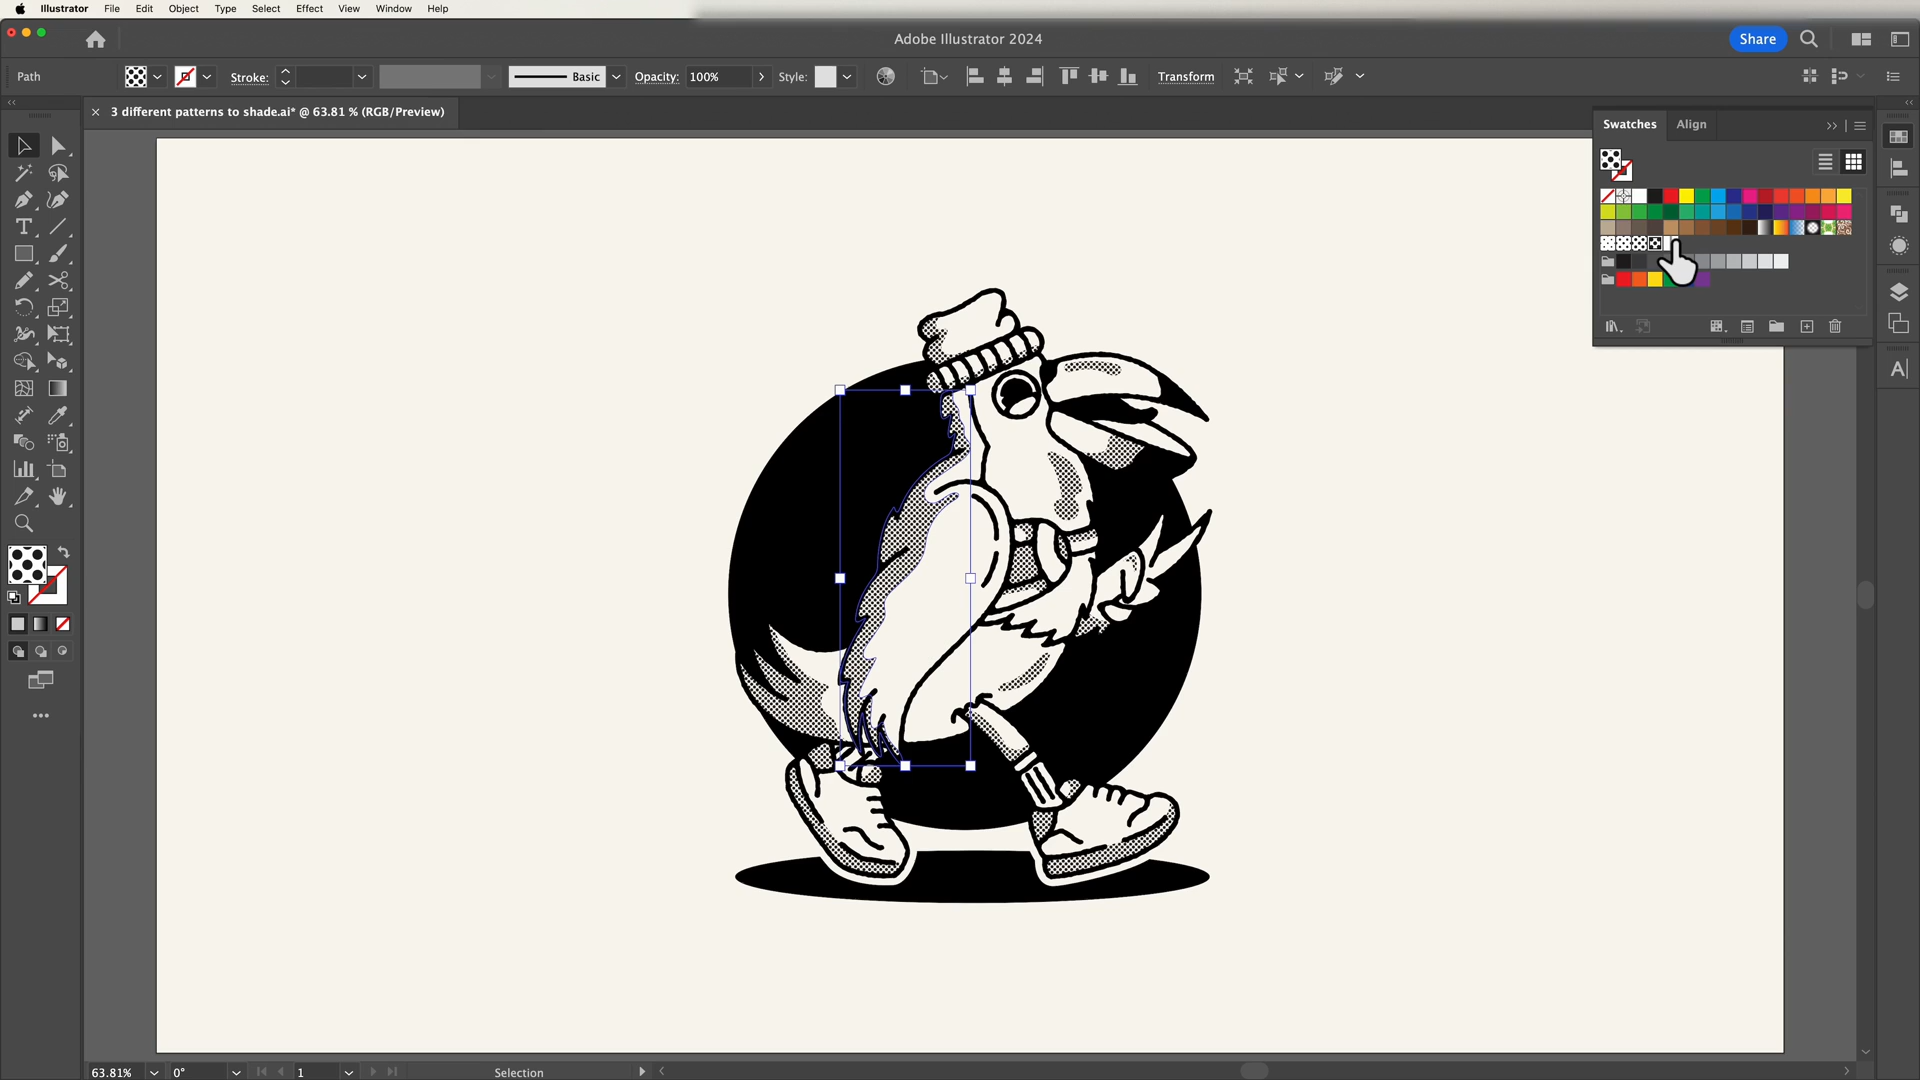 Illustrator File Edit Object Type Select Effect View Window Help
Adobe Illustrator 2024
Share
Path Stroke: Basic Opacity: 100% Style: Transform
3 different patterns to shade.ai* @ 63.81 % (RGB/Preview)
Swatches Align
63.81% 0° 1 Selection